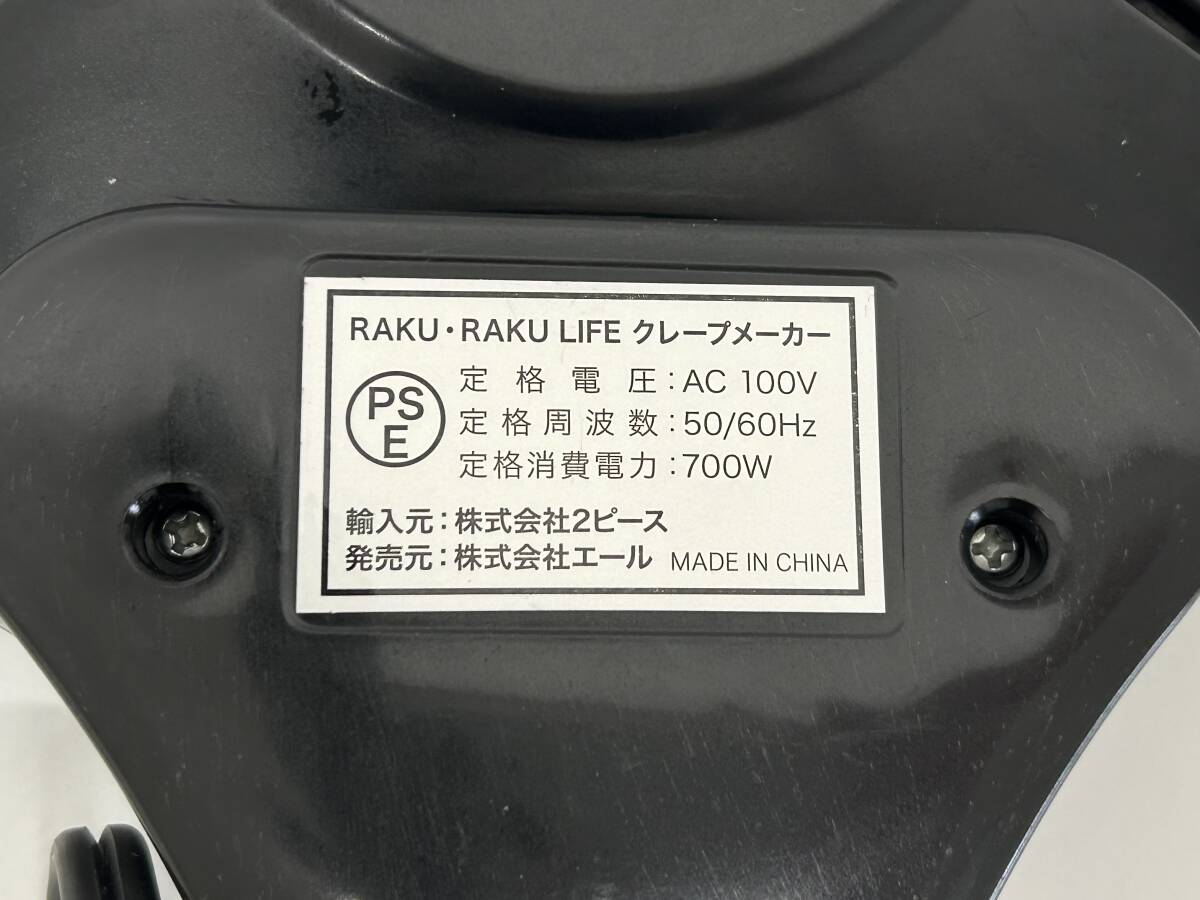 RAKU・RAKU LIFE クレープメーカー
PS
E
定格電圧：AC 100V
定格周波数：50/60Hz
定格消費電力：700W
輸入元：株式会社2ピース
発売元：株式会社エール MADE IN CHINA